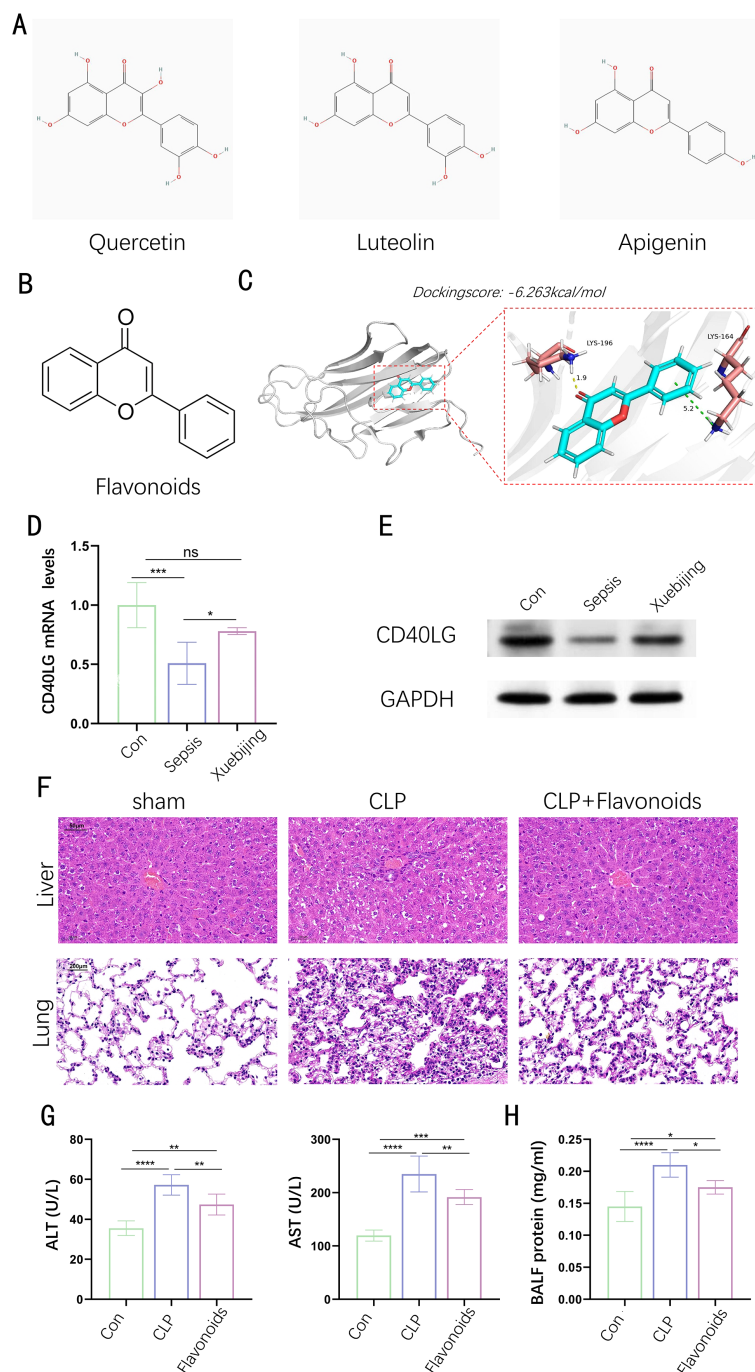 A
H O O H O H O O O H O H
H O O H O O O H O H
H O O H O O O H
Quercetin Luteolin Apigenin
B
O
O
Flavonoids
C
Dockingscore: -6.263kcal/mol
LYS-196
LYS-164
1.9
5.2
D
CD40LG mRNA levels
1.5
1.0
0.5
0.0
ns
***
*
Con Sepsis Xuebijing
E
Con Sepsis Xuebijing
CD40LG
GAPDH
F
sham CLP CLP+Flavonoids
Liver
50μm
Lung
200μm
G
ALT (U/L)
80
60
40
20
0
**
**** **
Con CLP Flavonoids
AST (U/L)
300
200
100
0
***
**** **
Con CLP Flavonoids
H
BALF protein (mg/ml)
0.25
0.20
0.15
0.10
0.05
0.00
*
**** *
Con CLP Flavonoids